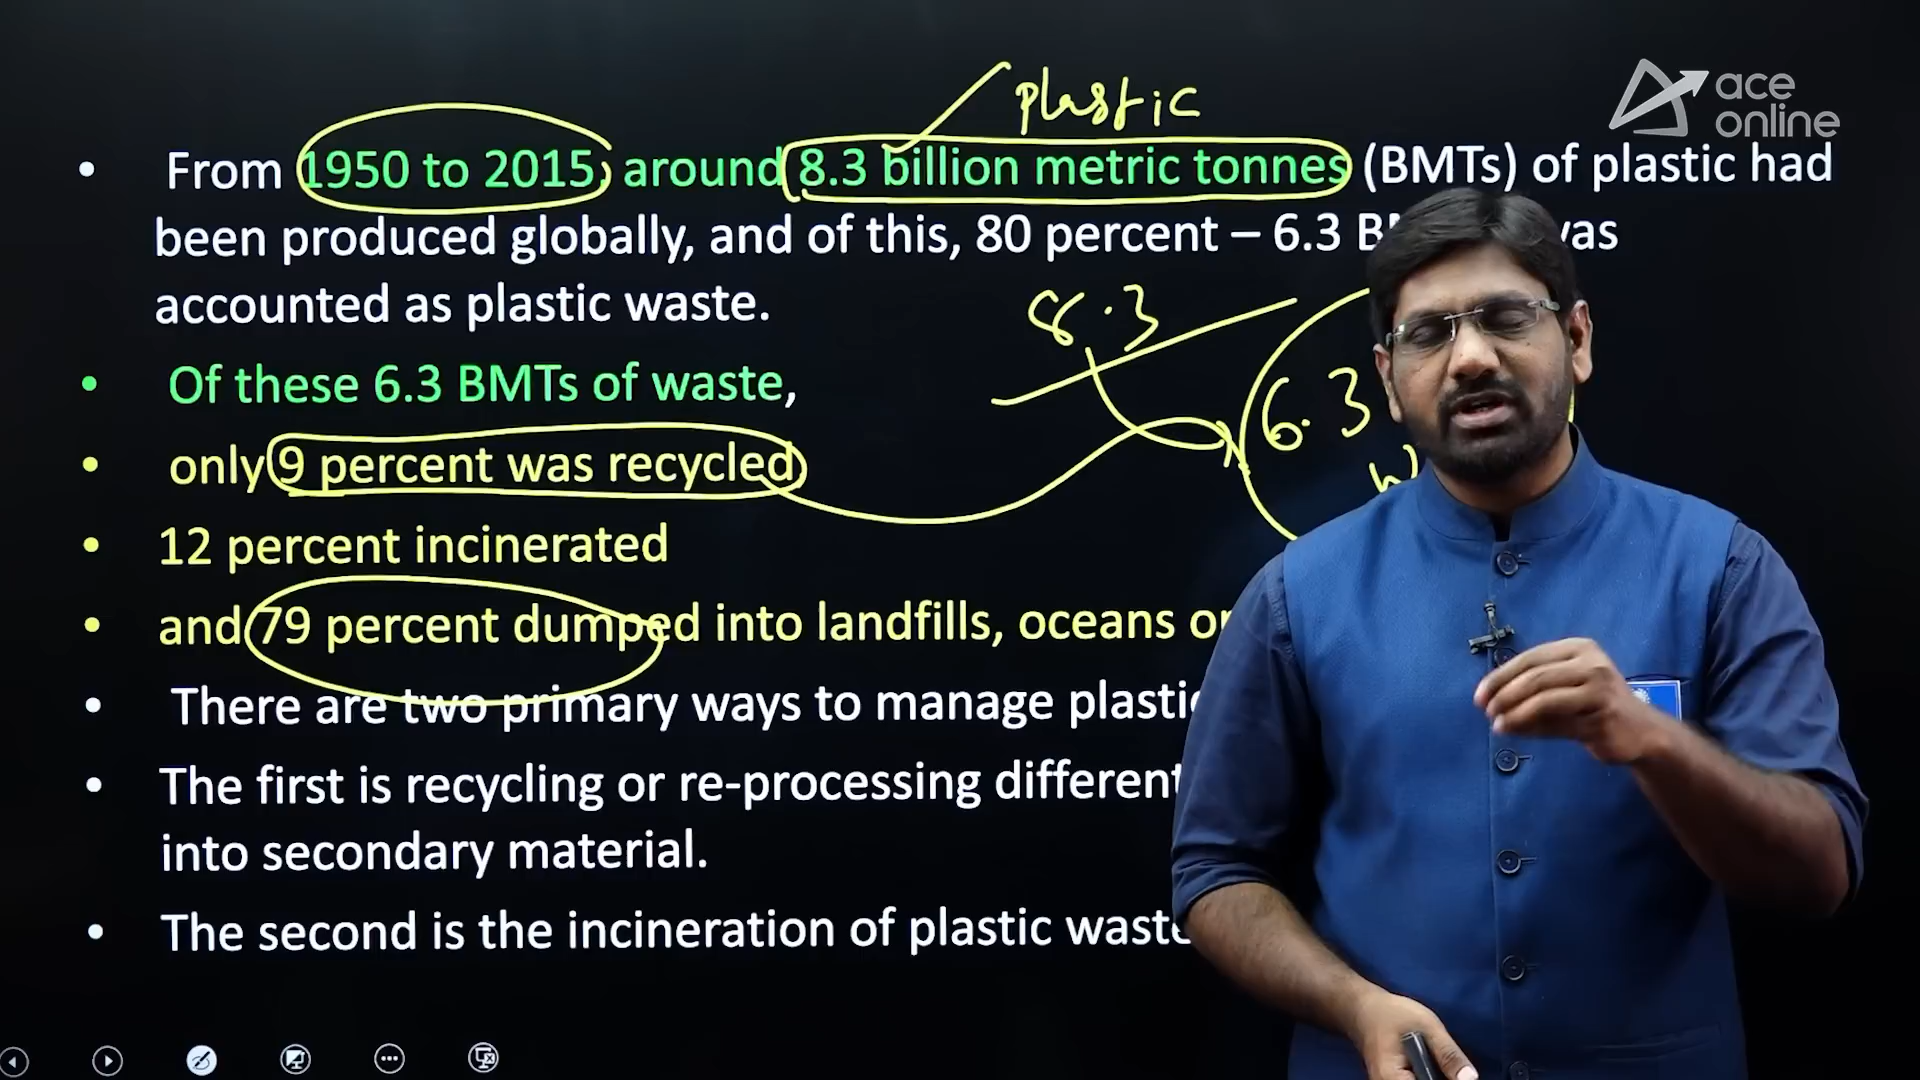 ace
online
plastic
• From 1950 to 2015, around 8.3 billion metric tonnes (BMTs) of plastic had
been produced globally, and of this, 80 percent – 6.3
accounted as plastic waste.
8.3
6.3
• Of these 6.3 BMTs of waste,
• only 9 percent was recycled
• 12 percent incinerated
• and 79 percent dumped into landfills, oceans or
• There are two primary ways to manage plastic
• The first is recycling or re-processing different
into secondary material.
• The second is the incineration of plastic waste